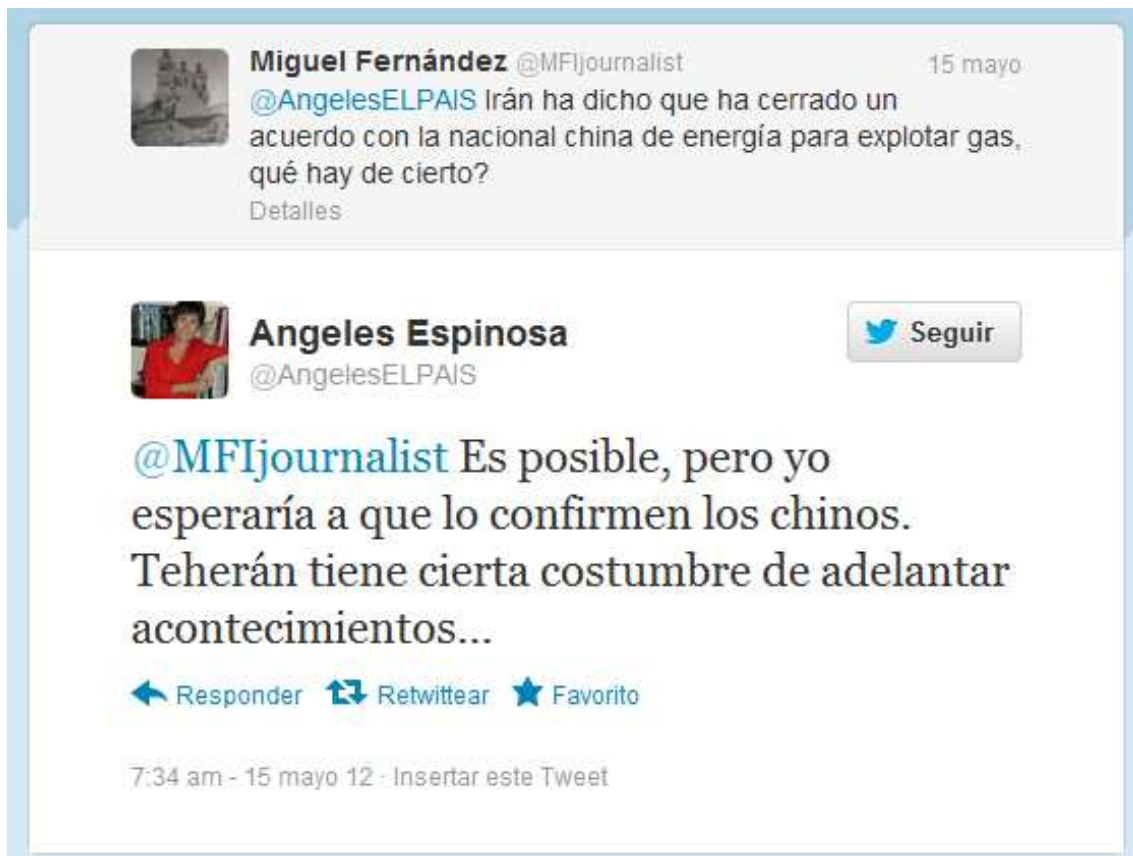 Miguel Fernández @MFIjournalist 15 mayo
@AngelesELPAIS Irán ha dicho que ha cerrado un
acuerdo con la nacional china de energía para explotar gas,
qué hay de cierto?
Detalles
Angeles Espinosa
@AngelesELPAIS
Seguir
@MFIjournalist Es posible, pero yo
esperaría a que lo confirmen los chinos.
Teherán tiene cierta costumbre de adelantar
acontecimientos...
Responder Retwittear Favorito
7:34 am - 15 mayo 12 · Insertar este Tweet